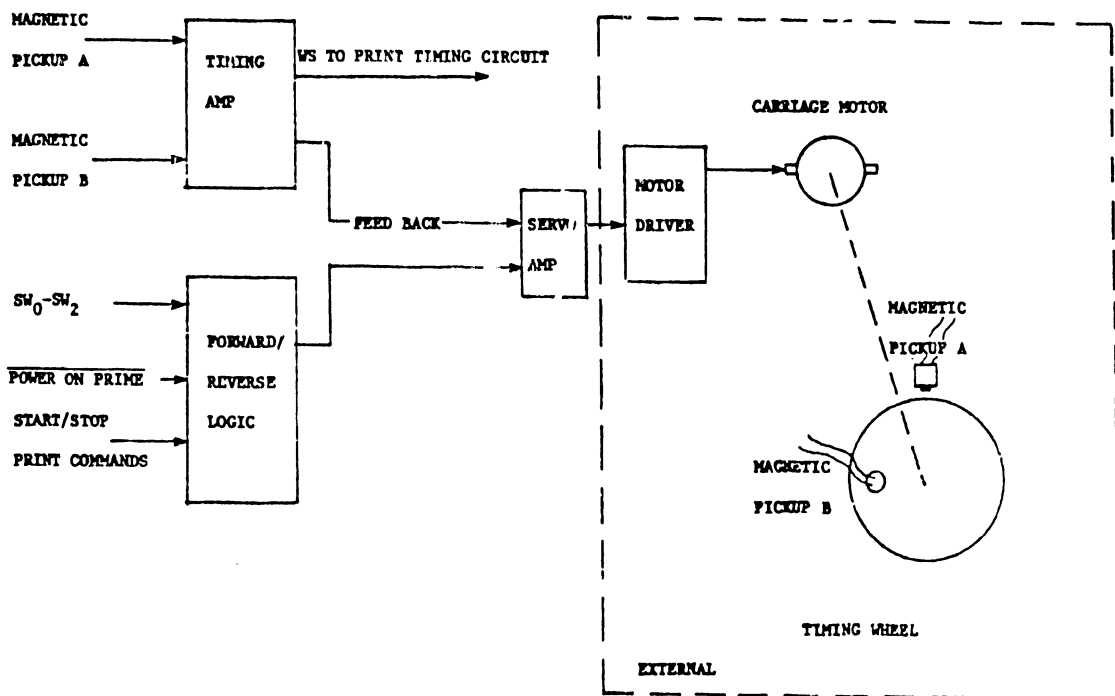 MAGNETIC
PICKUP A
TIMING
AMP
WS TO PRINT TIMING CIRCUIT
MAGNETIC
PICKUP B
FEED BACK
SERVO
AMP
SW0-SW2
POWER ON PRIME
START/STOP
PRINT COMMANDS
FORWARD/
REVERSE
LOGIC
MOTOR
DRIVER
CARRIAGE MOTOR
MAGNETIC
PICKUP A
MAGNETIC
PICKUP B
TIMING WHEEL
EXTERNAL